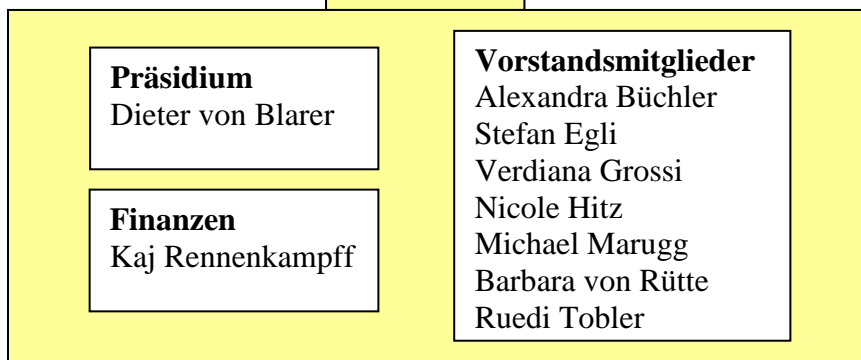 Präsidium
Dieter von Blarer
Finanzen
Kaj Rennenkampff
Vorstandsmitglieder
Alexandra Büchler
Stefan Egli
Verdiana Grossi
Nicole Hitz
Michael Marugg
Barbara von Rütte
Ruedi Tobler